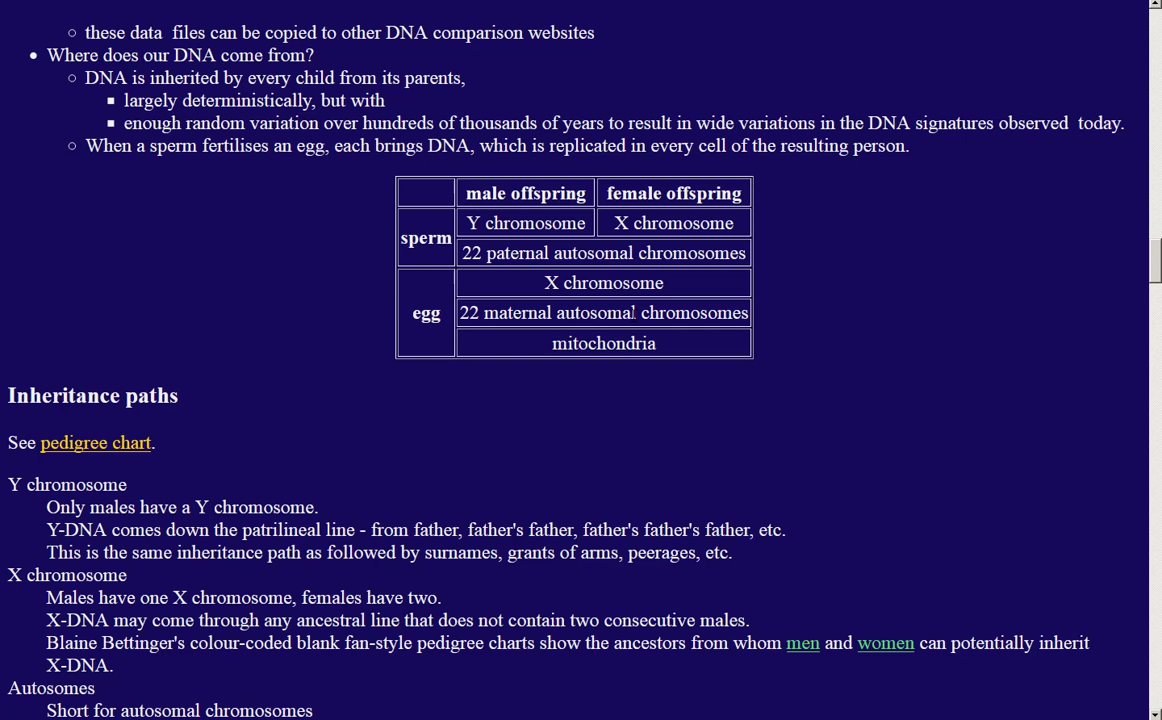 these data files can be copied to other DNA comparison websites
Where does our DNA come from?
DNA is inherited by every child from its parents,
largely deterministically, but with
enough random variation over hundreds of thousands of years to result in wide variations in the DNA signatures observed today.
When a sperm fertilises an egg, each brings DNA, which is replicated in every cell of the resulting person.
male offspring female offspring
sperm
Y chromosome X chromosome
22 paternal autosomal chromosomes
egg
X chromosome
22 maternal autosomal chromosomes
mitochondria
Inheritance paths
See pedigree chart.
Y chromosome
Only males have a Y chromosome.
Y-DNA comes down the patrilineal line - from father, father's father, father's father's father, etc.
This is the same inheritance path as followed by surnames, grants of arms, peerages, etc.
X chromosome
Males have one X chromosome, females have two.
X-DNA may come through any ancestral line that does not contain two consecutive males.
Blaine Bettinger's colour-coded blank fan-style pedigree charts show the ancestors from whom men and women can potentially inherit
X-DNA.
Autosomes
Short for autosomal chromosomes